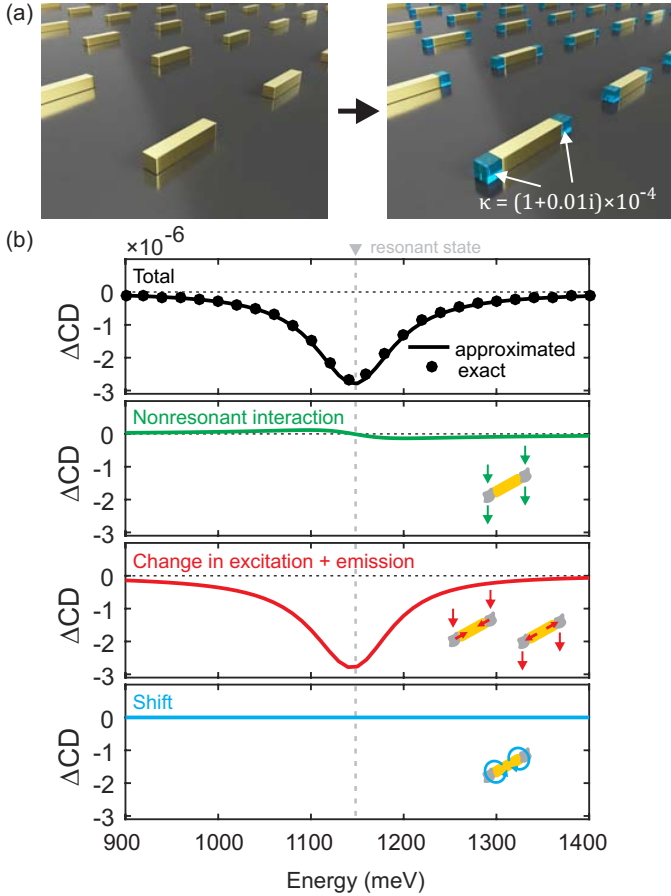 (a)
κ = (1+0.01i)×10⁻⁴
(b)
×10⁻⁶
resonant state
Total
0
-1
-2
-3
ΔCD
approximated
exact
Nonresonant interaction
0
-1
-2
-3
ΔCD
Change in excitation + emission
0
-1
-2
-3
ΔCD
Shift
0
-1
-2
-3
ΔCD
900 1000 1100 1200 1300 1400
Energy (meV)